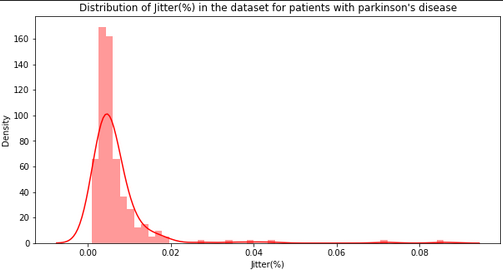 Distribution of Jitter(%) in the dataset for patients with parkinson's disease
160
140
120
100
80
60
40
20
0
Density
0.00 0.02 0.04 0.06 0.08
Jitter(%)